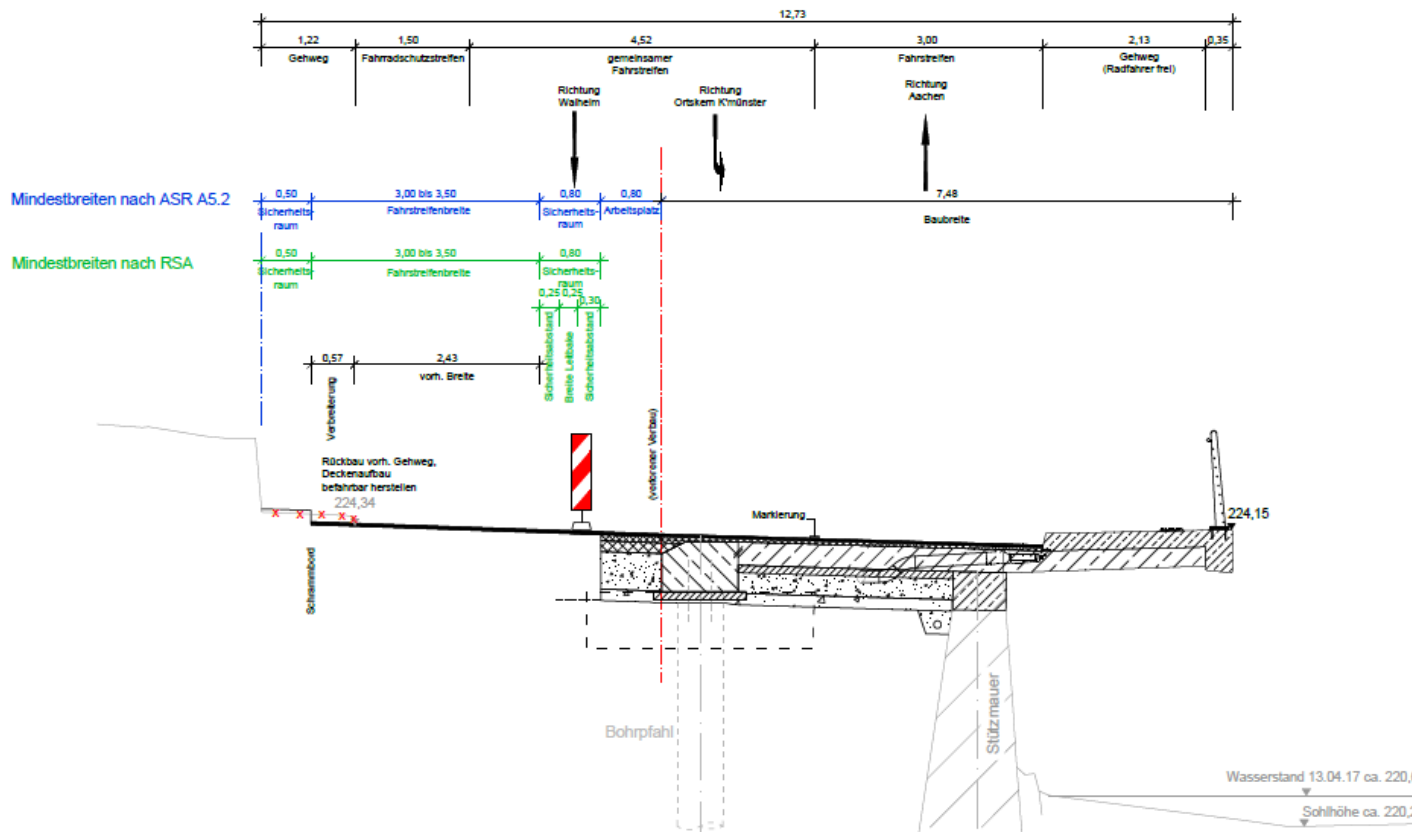 12,73
1,22
1,50
4,52
3,00
2,13
0,35
Gehweg
Fahrradschutzstreifen
gemeinsamer
Fahrstreifen
Fahrstreifen
Gehweg
(Radfahrer frei)
Richtung
Walheim
Richtung
Ortskern K'münster
Richtung
Aachen
Mindestbreiten nach ASR A5.2
0,50
3,00 bis 3,50
0,80
0,80
7,48
Sicherheits-
raum
Fahrstreifenbreite
Sicherheits-
raum
Arbeitsplatz
Baubreite
Mindestbreiten nach RSA
0,50
3,00 bis 3,50
0,80
Sicherheits-
raum
Fahrstreifenbreite
Sicherheits-
raum
0,25
0,25
0,30
Sicherheitsabstand
Breite Leitbake
Sicherheitsabstand
0,57
2,43
vorh. Breite
Verbreiterung
(verlorener Verbau)
Rückbau vorh. Gehweg,
Deckenaufbau
befahrbar herstellen
224,34
Markierung
224,15
Schrammbord
Bohrpfahl
Stützmauer
Wasserstand 13.04.17 ca. 220,
Sohlhöhe ca. 220,